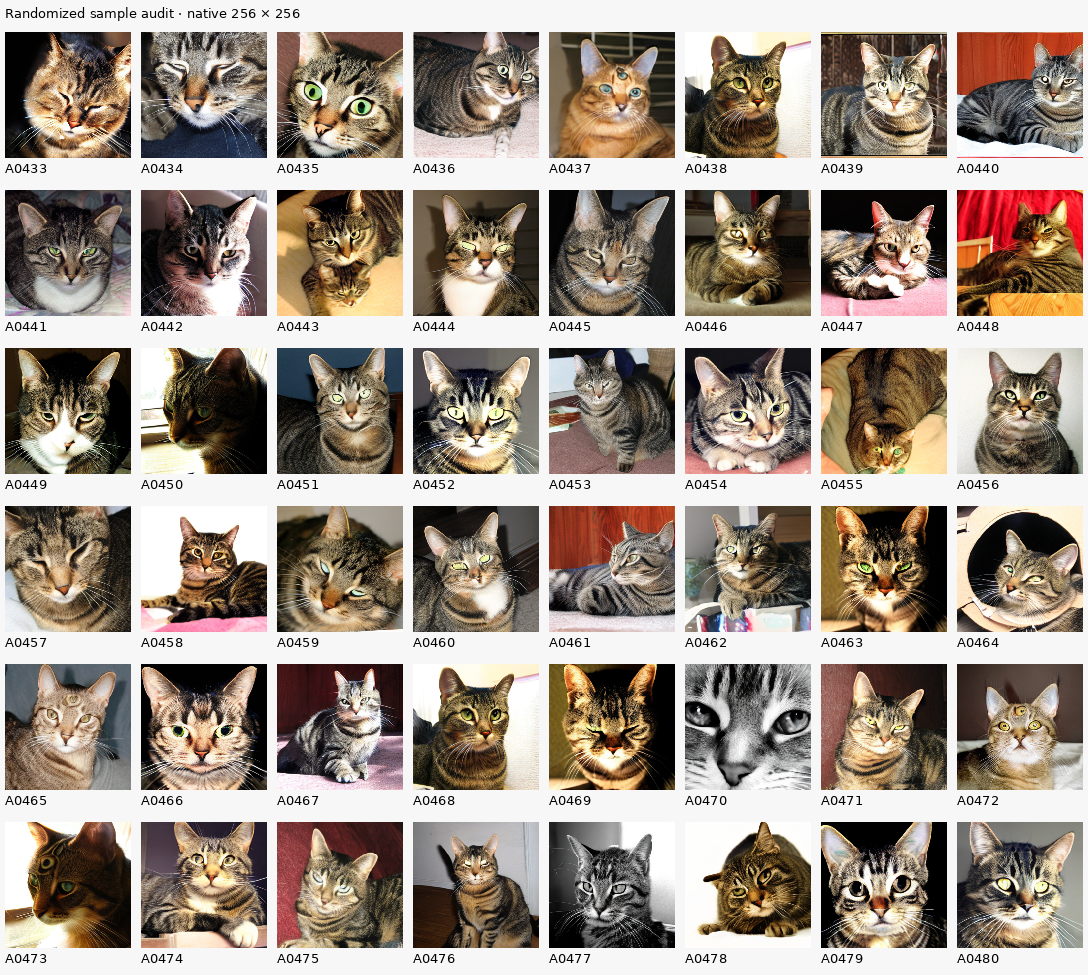 Randomized sample audit · native 256 × 256
A0433 A0434 A0435 A0436 A0437 A0438 A0439 A0440
A0441 A0442 A0443 A0444 A0445 A0446 A0447 A0448
A0449 A0450 A0451 A0452 A0453 A0454 A0455 A0456
A0457 A0458 A0459 A0460 A0461 A0462 A0463 A0464
A0465 A0466 A0467 A0468 A0469 A0470 A0471 A0472
A0473 A0474 A0475 A0476 A0477 A0478 A0479 A0480